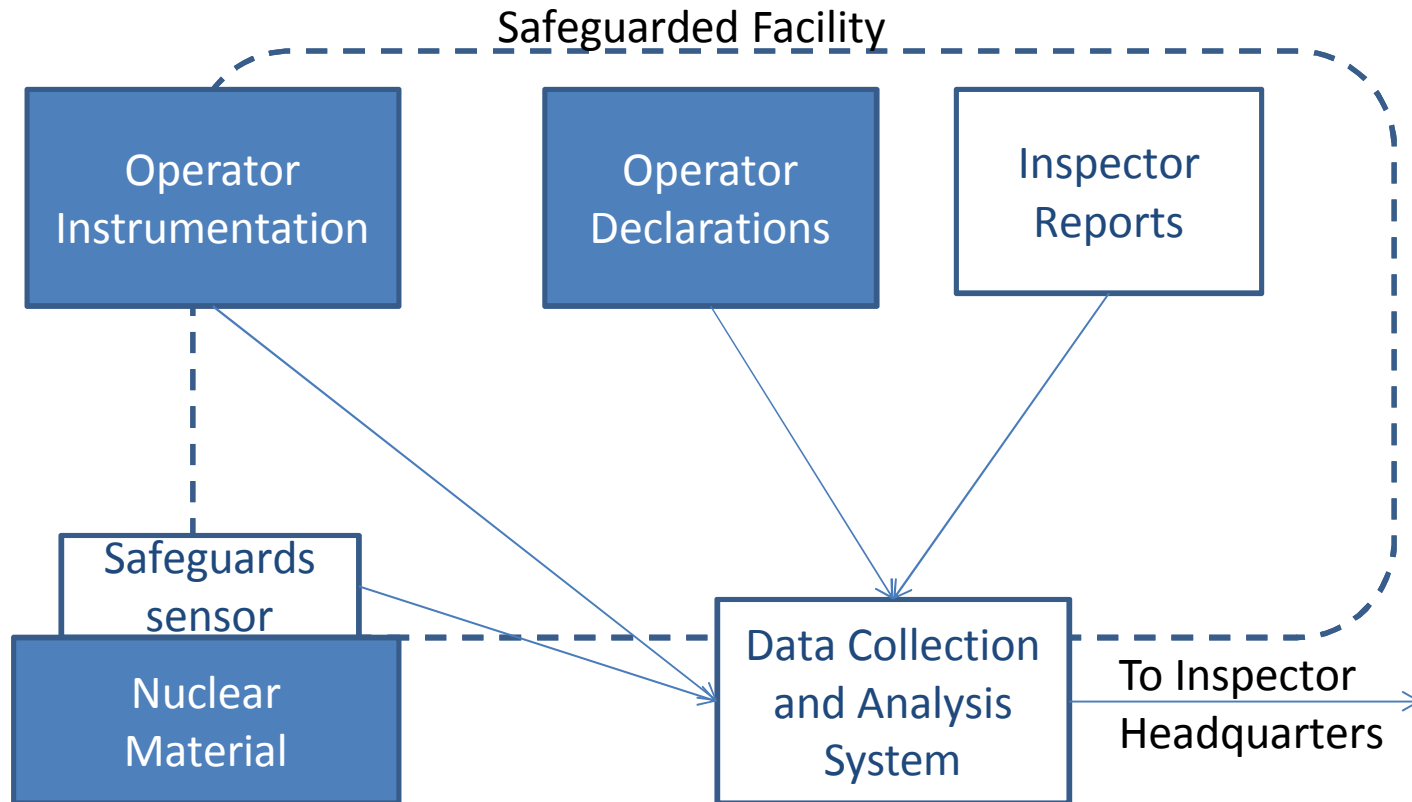 Safeguarded Facility
Operator
Instrumentation
Operator
Declarations
Inspector
Reports
Safeguards
sensor
Nuclear
Material
Data Collection
and Analysis
System
To Inspector
Headquarters